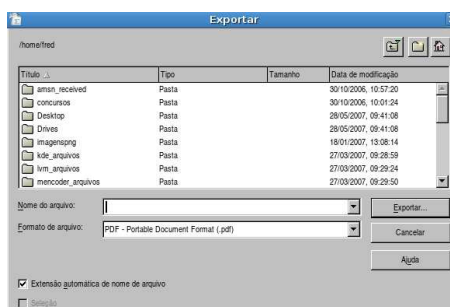 Exportar
/home/fred
Título Tipo Tamanho Data de modificação
amsn_received Pasta 30/10/2006, 10:57:20
concursos Pasta 30/10/2006, 10:01:24
Desktop Pasta 28/05/2007, 09:41:08
Drives Pasta 28/05/2007, 09:41:08
imagenspng Pasta 18/01/2007, 13:08:14
kde_arquivos Pasta 27/03/2007, 09:28:59
lvm_arquivos Pasta 27/03/2007, 09:29:24
mencoder_arquivos Pasta 27/03/2007, 09:29:50
Nome do arquivo: Exportar...
Formato de arquivo: PDF - Portable Document Format (.pdf) Cancelar
Ajuda
Extensão automática de nome de arquivo
Seleção